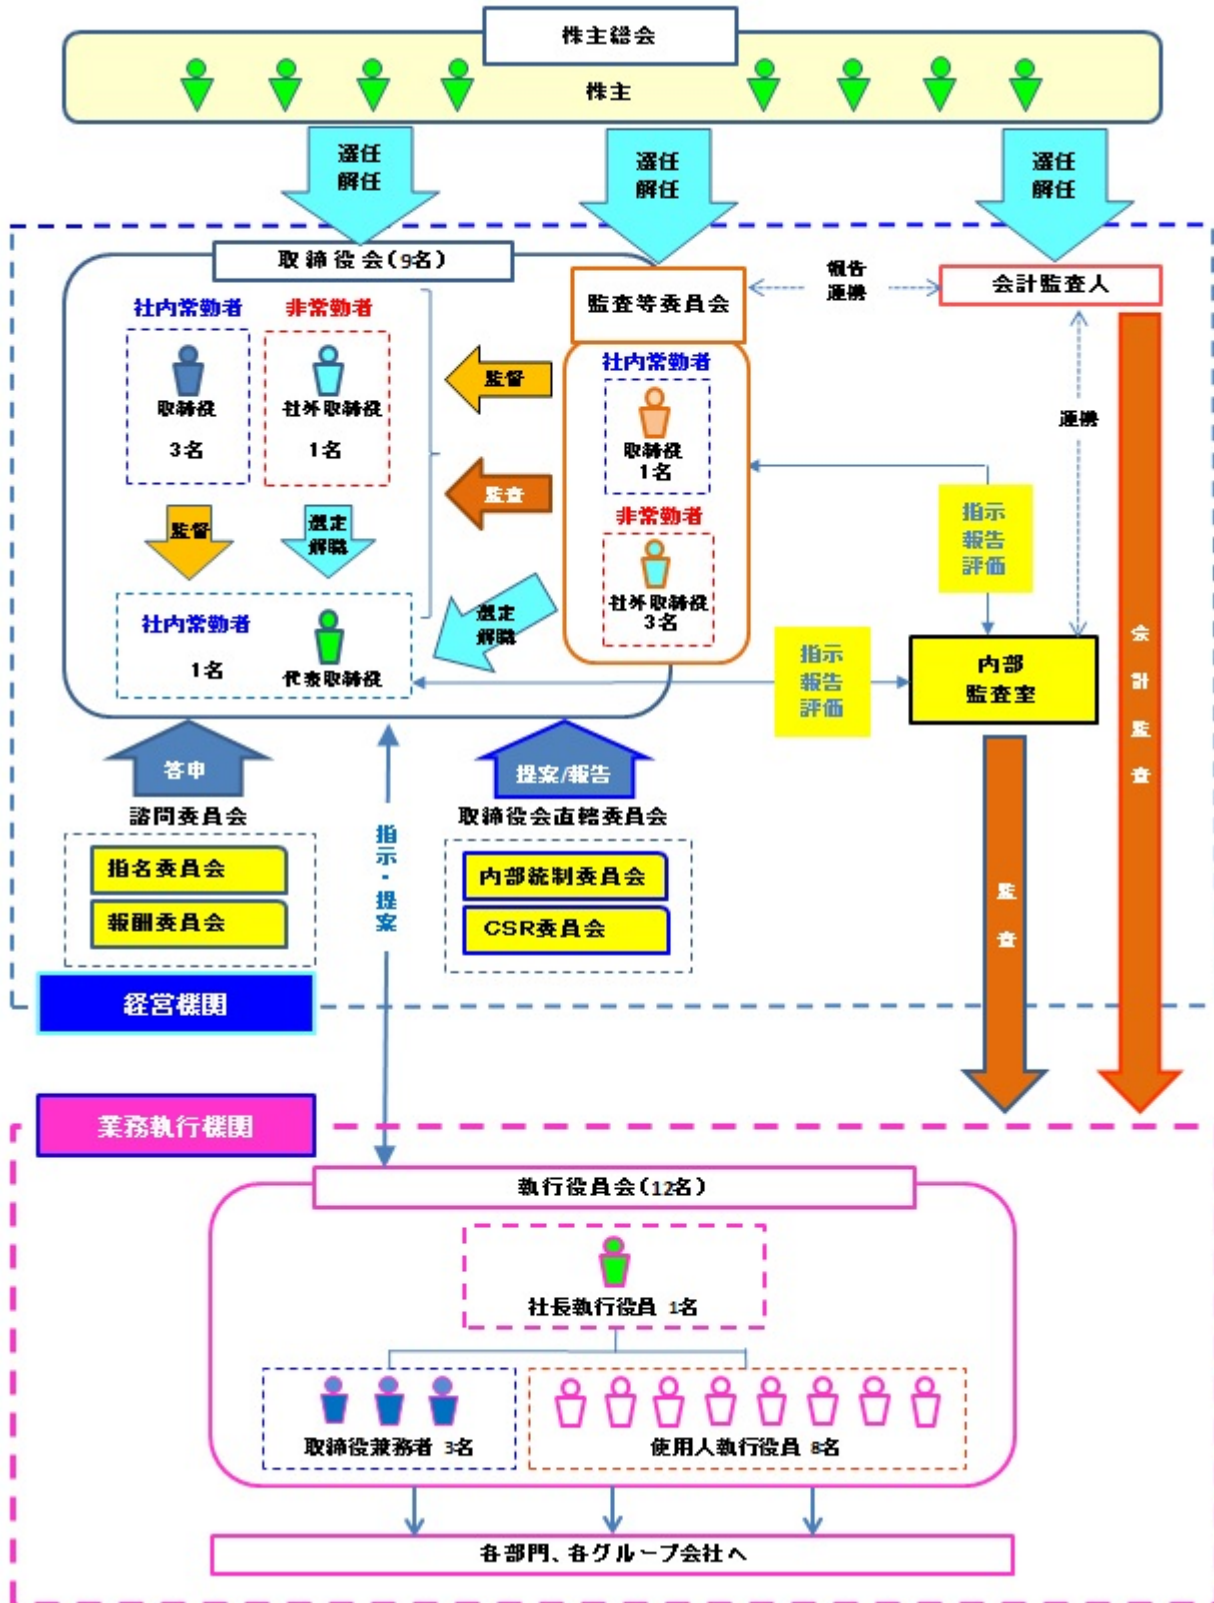 株主総会
株主
選任
解任
選任
解任
選任
解任
取締役会(9名)
監査等委員会
報告
連携
会計監査人
社内常勤者
非常勤者
取締役
3名
社外取締役
1名
監督
監査
社内常勤者
取締役
1名
非常勤者
社外取締役
3名
連携
指示
報告
評価
監督
選定
解職
選定
解職
社内常勤者
1名
代表取締役
指示
報告
評価
内部
監査室
会計監査
答申
諮問委員会
指名委員会
報酬委員会
指示・提案
提案/報告
取締役会直轄委員会
内部統制委員会
CSR委員会
監査
経営機関
業務執行機関
執行役員会(12名)
社長執行役員 1名
取締役兼務者 3名
使用人執行役員 8名
各部門、各グループ会社へ